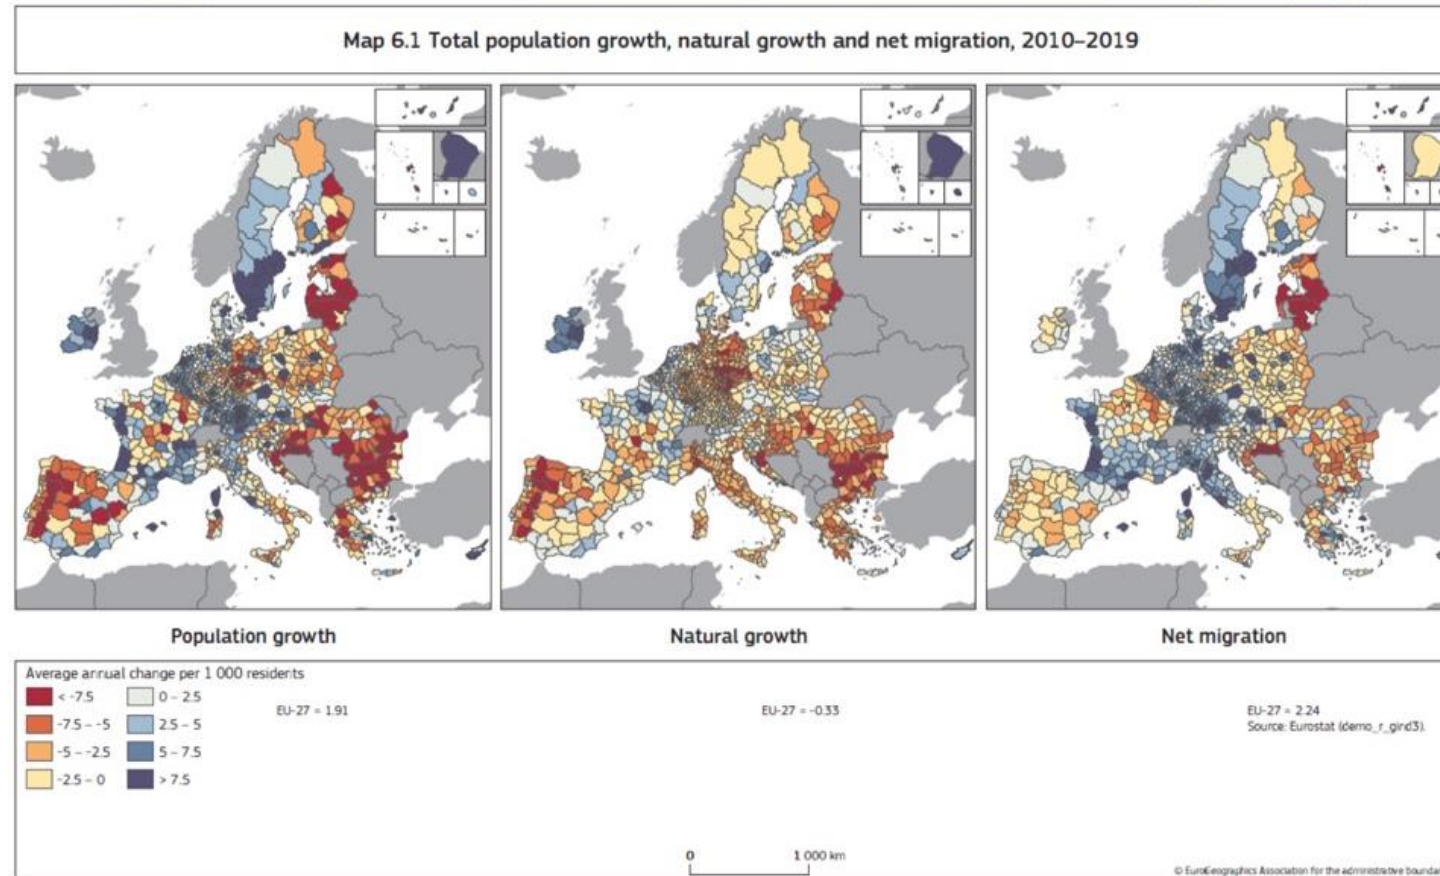 Map 6.1 Total population growth, natural growth and net migration, 2010–2019
Population growth
Natural growth
Net migration
Average annual change per 1 000 residents
< -7.5
-7.5 – -5
-5 – -2.5
-2.5 – 0
0 – 2.5
2.5 – 5
5 – 7.5
> 7.5
EU-27 = 1.91
EU-27 = -0.33
EU-27 = 2.24
Source: Eurostat (demo_r_gind3).
0 1 000 km
© EuroGeographics Association for the administrative